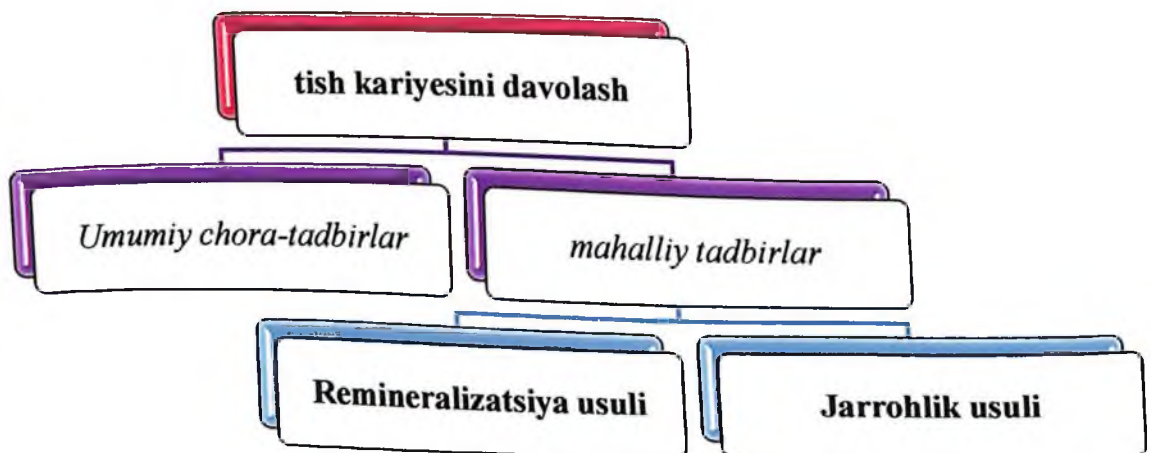 tish kariyesini davolash
Umumiy chora-tadbirlar
mahalliy tadbirlar
Remineralizatsiya usuli
Jarrohlik usuli